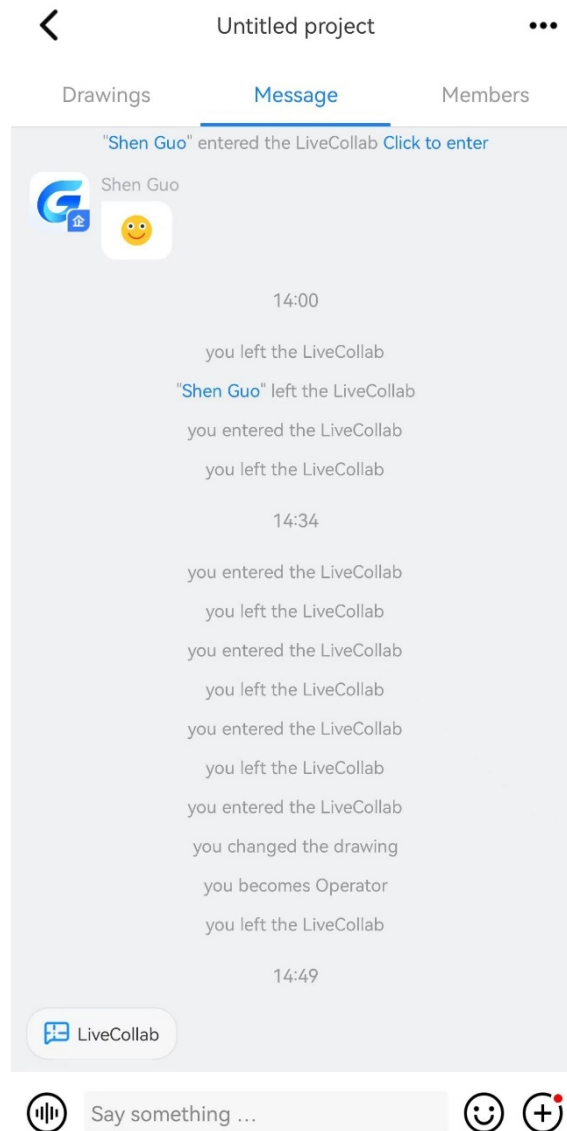 Untitled project
Drawings Message Members
"Shen Guo" entered the LiveCollab Click to enter
Shen Guo
企
14:00
you left the LiveCollab
"Shen Guo" left the LiveCollab
you entered the LiveCollab
you left the LiveCollab
14:34
you entered the LiveCollab
you left the LiveCollab
you entered the LiveCollab
you left the LiveCollab
you entered the LiveCollab
you left the LiveCollab
you entered the LiveCollab
you changed the drawing
you becomes Operator
you left the LiveCollab
14:49
LiveCollab
Say something ...